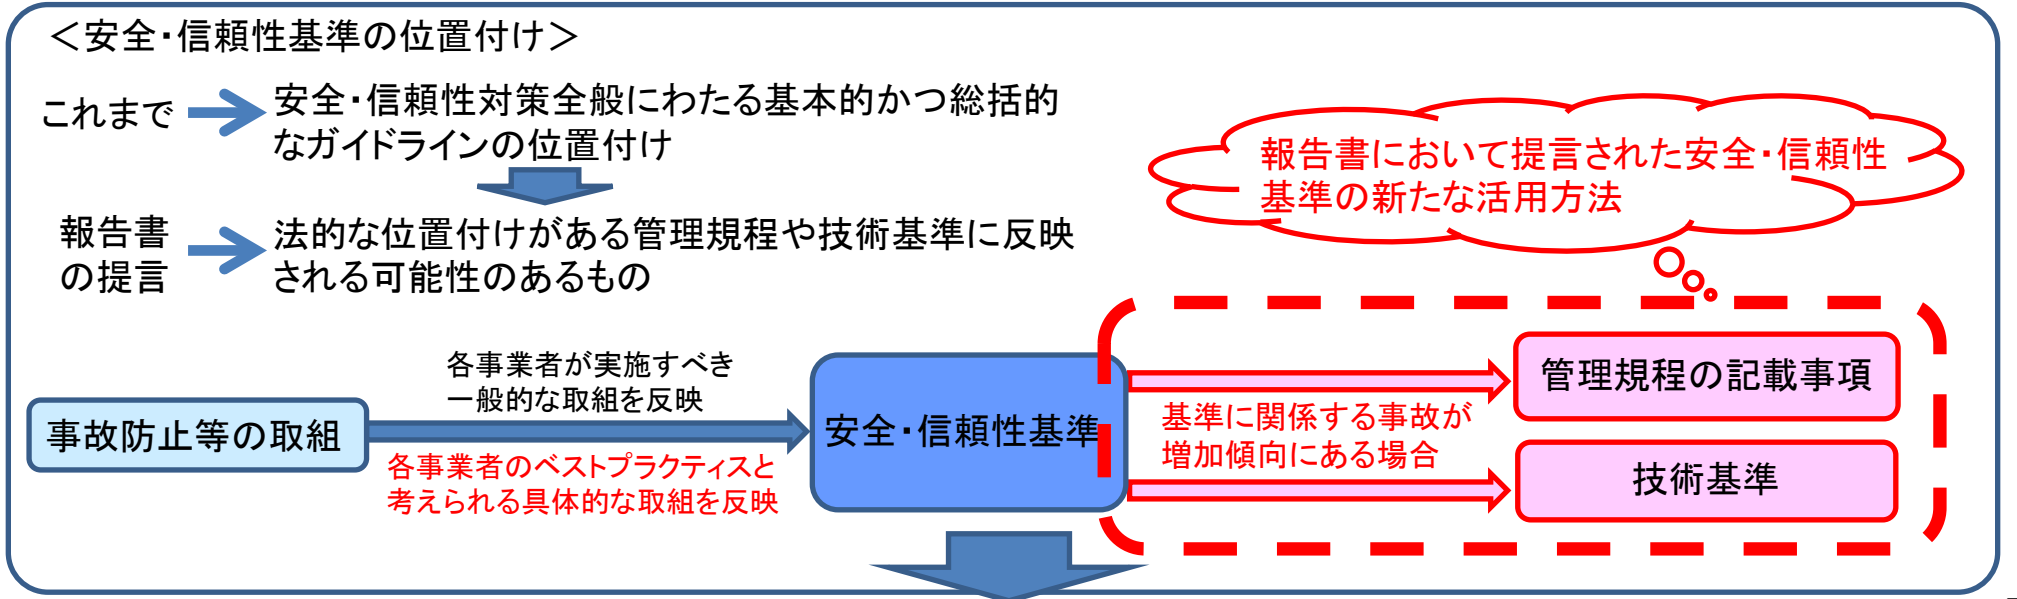 ＜安全・信頼性基準の位置付け＞
これまで
安全・信頼性対策全般にわたる基本的かつ総括的
なガイドラインの位置付け
報告書
の提言
法的な位置付けがある管理規程や技術基準に反映
される可能性のあるもの
報告書において提言された安全・信頼性
基準の新たな活用方法
事故防止等の取組
各事業者が実施すべき
一般的な取組を反映
各事業者のベストプラクティスと
考えられる具体的な取組を反映
安全・信頼性基準
基準に関係する事故が
増加傾向にある場合
管理規程の記載事項
技術基準